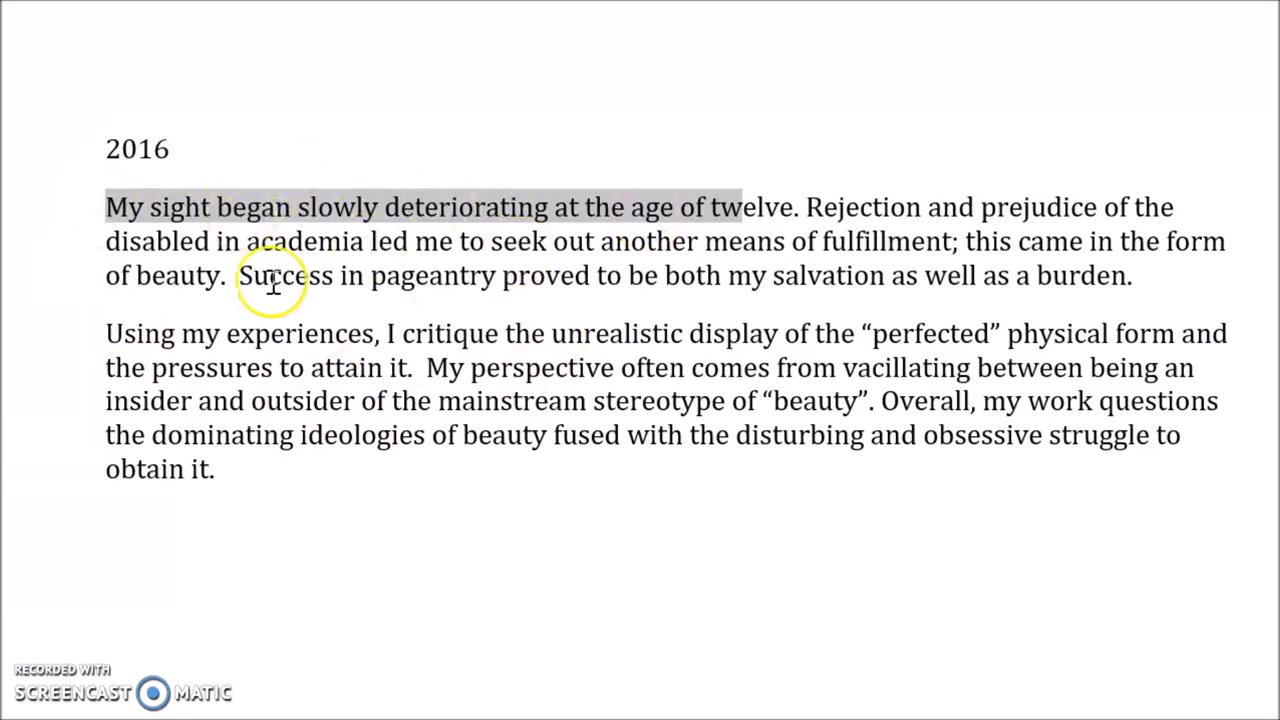 2016
My sight began slowly deteriorating at the age of twelve. Rejection and prejudice of the
disabled in academia led me to seek out another means of fulfillment; this came in the form
of beauty.  Success in pageantry proved to be both my salvation as well as a burden.
Using my experiences, I critique the unrealistic display of the “perfected” physical form and
the pressures to attain it.  My perspective often comes from vacillating between being an
insider and outsider of the mainstream stereotype of “beauty”. Overall, my work questions
the dominating ideologies of beauty fused with the disturbing and obsessive struggle to
obtain it.
RECORDED WITH
SCREENCAST MATIC